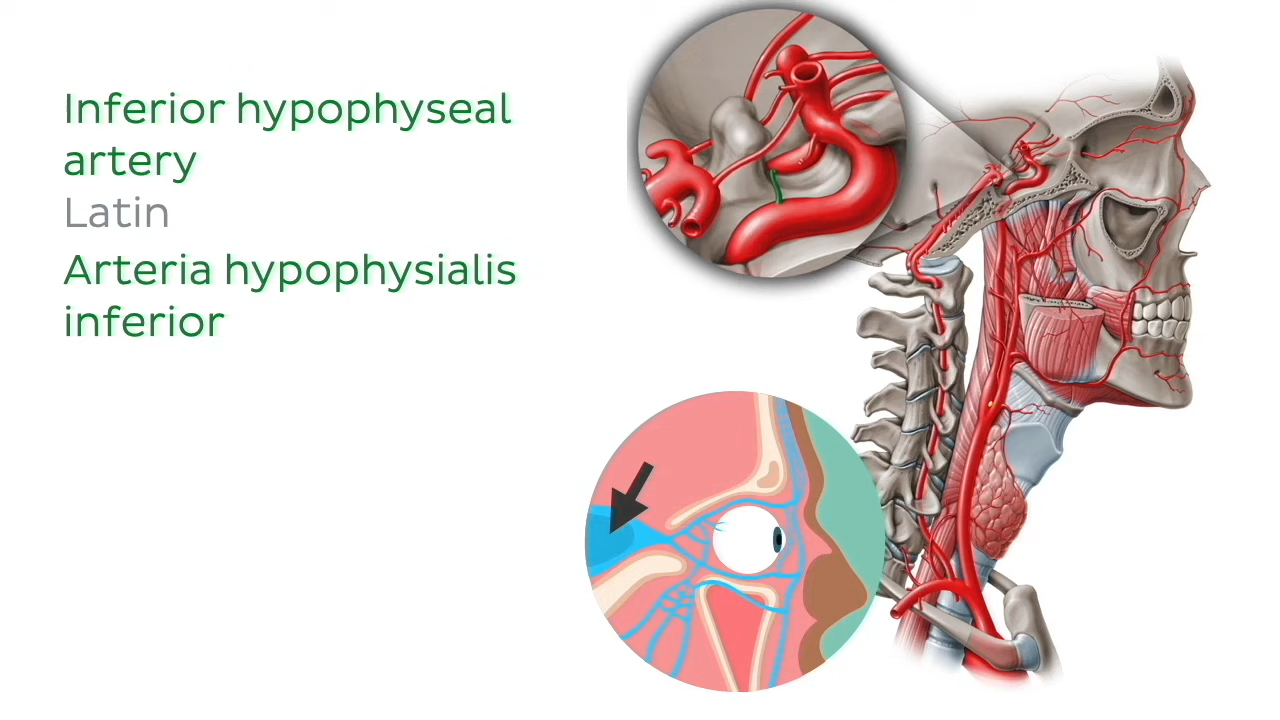 Inferior hypophyseal
artery
Latin
Arteria hypophysialis
inferior